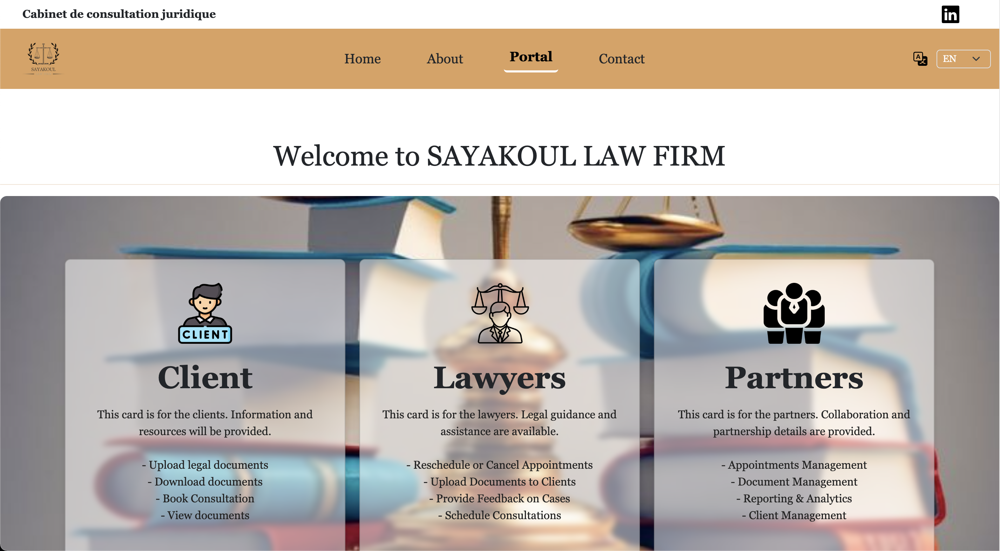 Cabinet de consultation juridique
in
SAYAKOUL
Home
About
Portal
Contact
A
EN
Welcome to SAYAKOUL LAW FIRM
CLIENT
Client
This card is for the clients. Information and
resources will be provided.
- Upload legal documents
- Download documents
- Book Consultation
- View documents
Lawyers
This card is for the lawyers. Legal guidance and
assistance are available.
- Reschedule or Cancel Appointments
- Upload Documents to Clients
- Provide Feedback on Cases
- Schedule Consultations
Partners
This card is for the partners. Collaboration and
partnership details are provided.
- Appointments Management
- Document Management
- Reporting & Analytics
- Client Management